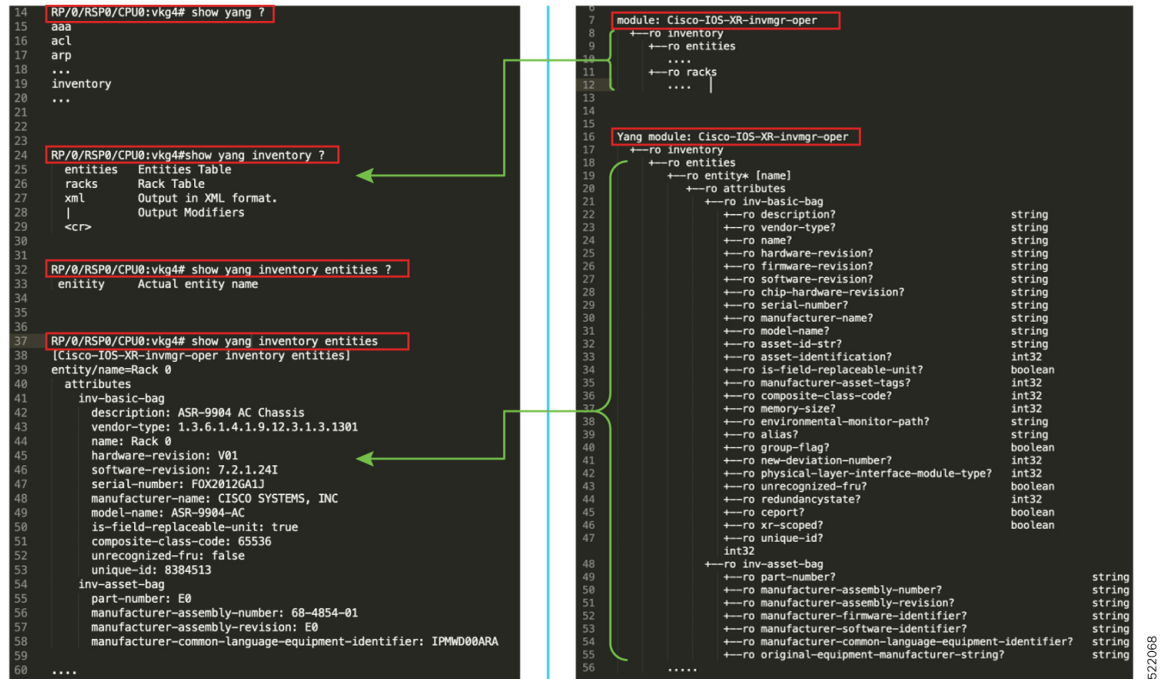 14 RP/0/RSP0/CPU0:vkg4# show yang ?
15 aaa
16 acl
17 arp
18 ...
19 inventory
20 ...
21
22
23
24 RP/0/RSP0/CPU0:vkg4#show yang inventory ?
25 entities Entities Table
26 racks Rack Table
27 xml Output in XML format.
28 | Output Modifiers
29 <cr>
30
31
32 RP/0/RSP0/CPU0:vkg4# show yang inventory entities ?
33 enitity Actual entity name
34
35
36
37 RP/0/RSP0/CPU0:vkg4# show yang inventory entities
38 [Cisco-IOS-XR-invmgr-oper inventory entities]
39 entity/name=Rack 0
40 attributes
41 inv-basic-bag
42 description: ASR-9904 AC Chassis
43 vendor-type: 1.3.6.1.4.1.9.12.3.1.3.1301
44 name: Rack 0
45 hardware-revision: V01
46 software-revision: 7.2.1.24I
47 serial-number: FOX2012GA1J
48 manufacturer-name: CISCO SYSTEMS, INC
49 model-name: ASR-9904-AC
50 is-field-replaceable-unit: true
51 composite-class-code: 65536
52 unrecognized-fru: false
53 unique-id: 8384513
54 inv-asset-bag
55 part-number: E0
56 manufacturer-assembly-number: 68-4854-01
57 manufacturer-assembly-revision: E0
58 manufacturer-common-language-equipment-identifier: IPMWD00ARA
59
60 ....
6
7 module: Cisco-IOS-XR-invmgr-oper
8 +--ro inventory
9 +--ro entities
10 ....
11 +--ro racks
12 ....
13
14
15
16 Yang module: Cisco-IOS-XR-invmgr-oper
17 +--ro inventory
18 +--ro entities
19 +--ro entity* [name]
20 +--ro attributes
21 +--ro inv-basic-bag
22 +--ro description? string
23 +--ro vendor-type? string
24 +--ro name? string
25 +--ro hardware-revision? string
26 +--ro firmware-revision? string
27 +--ro software-revision? string
28 +--ro chip-hardware-revision? string
29 +--ro serial-number? string
30 +--ro manufacturer-name? string
31 +--ro model-name? string
32 +--ro asset-id-str? string
33 +--ro asset-identification? int32
34 +--ro is-field-replaceable-unit? boolean
35 +--ro manufacturer-asset-tags? int32
36 +--ro composite-class-code? int32
37 +--ro memory-size? int32
38 +--ro environmental-monitor-path? string
39 +--ro alias? string
40 +--ro group-flag? boolean
41 +--ro new-deviation-number? int32
42 +--ro physical-layer-interface-module-type? int32
43 +--ro unrecognized-fru? boolean
44 +--ro redundancystate? int32
45 +--ro ceport? boolean
46 +--ro xr-scoped? boolean
47 +--ro unique-id?
int32
48 +--ro inv-asset-bag
49 +--ro part-number? string
50 +--ro manufacturer-assembly-number? string
51 +--ro manufacturer-assembly-revision? string
52 +--ro manufacturer-firmware-identifier? string
53 +--ro manufacturer-software-identifier? string
54 +--ro manufacturer-common-language-equipment-identifier? string
55 +--ro original-equipment-manufacturer-string? string
56 .....
522068